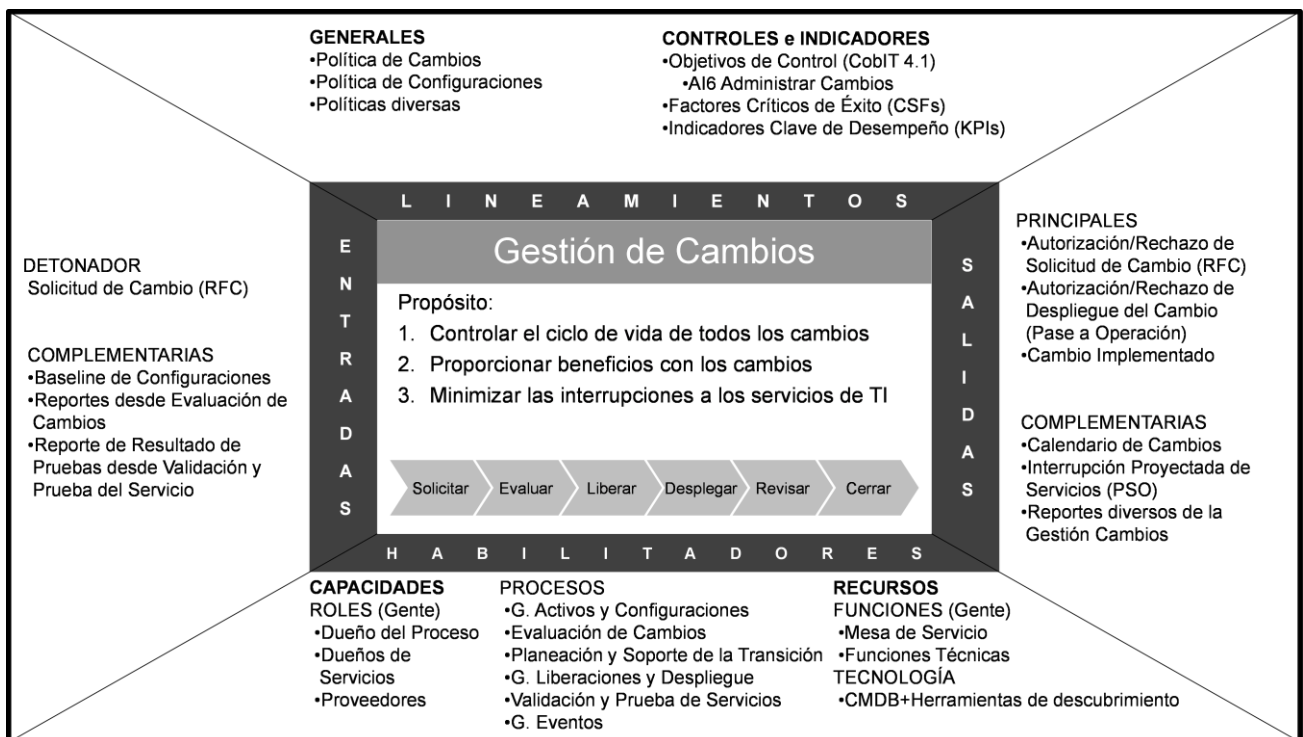 GENERALES
•Política de Cambios
•Política de Configuraciones
•Políticas diversas
CONTROLES e INDICADORES
•Objetivos de Control (CobIT 4.1)
•AI6 Administrar Cambios
•Factores Críticos de Éxito (CSFs)
•Indicadores Clave de Desempeño (KPIs)
LINEAMIENTOS
ENTRADAS
DETONADOR
Solicitud de Cambio (RFC)
COMPLEMENTARIAS
•Baseline de Configuraciones
•Reportes desde Evaluación de
Cambios
•Reporte de Resultado de
Pruebas desde Validación y
Prueba del Servicio
Gestión de Cambios
Propósito:
1. Controlar el ciclo de vida de todos los cambios
2. Proporcionar beneficios con los cambios
3. Minimizar las interrupciones a los servicios de TI
Solicitar Evaluar Liberar Desplegar Revisar Cerrar
SALIDAS
PRINCIPALES
•Autorización/Rechazo de
Solicitud de Cambio (RFC)
•Autorización/Rechazo de
Despliegue del Cambio
(Pase a Operación)
•Cambio Implementado
COMPLEMENTARIAS
•Calendario de Cambios
•Interrupción Proyectada de
Servicios (PSO)
•Reportes diversos de la
Gestión Cambios
HABILITADORES
CAPACIDADES
ROLES (Gente)
•Dueño del Proceso
•Dueños de
Servicios
•Proveedores
PROCESOS
•G. Activos y Configuraciones
•Evaluación de Cambios
•Planeación y Soporte de la Transición
•G. Liberaciones y Despliegue
•Validación y Prueba de Servicios
•G. Eventos
RECURSOS
FUNCIONES (Gente)
•Mesa de Servicio
•Funciones Técnicas
TECNOLOGÍA
•CMDB+Herramientas de descubrimiento